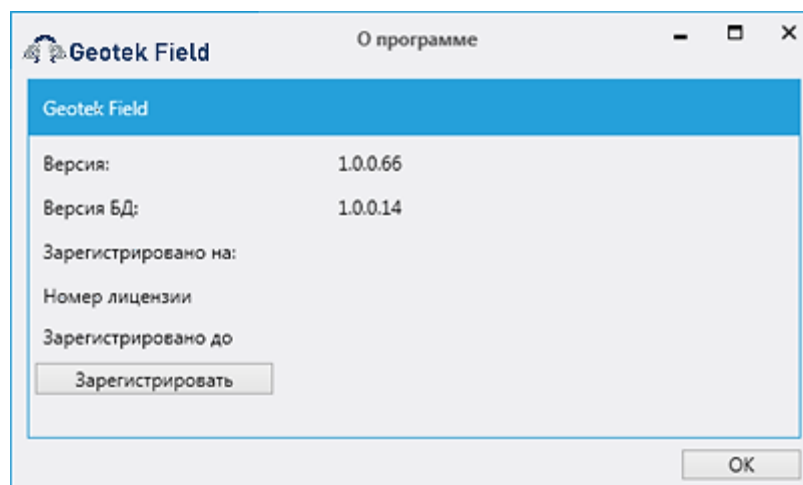 Geotek Field
О программе
Geotek Field
Версия: 1.0.0.66
Версия БД: 1.0.0.14
Зарегистрировано на:
Номер лицензии
Зарегистрировано до
Зарегистрировать
OK